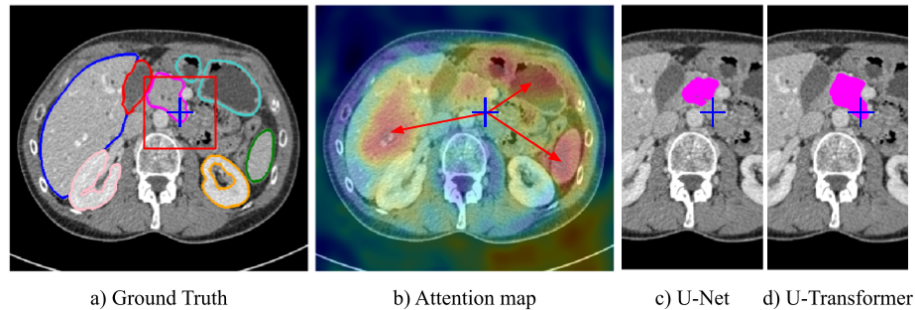 a) Ground Truth
b) Attention map
c) U-Net
d) U-Transformer